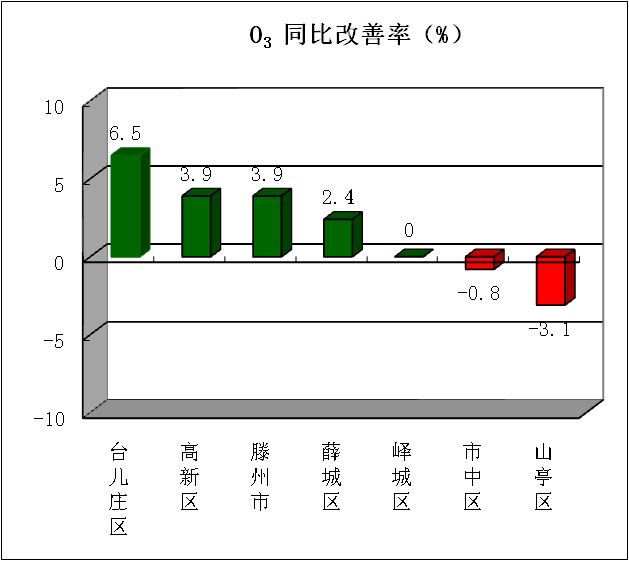 O₃ 同比改善率（%）
10
5
0
-5
-10
6.5
3.9
3.9
2.4
0
-0.8
-3.1
台儿庄区
高新区
滕州市
薛城区
峄城区
市中区
山亭区